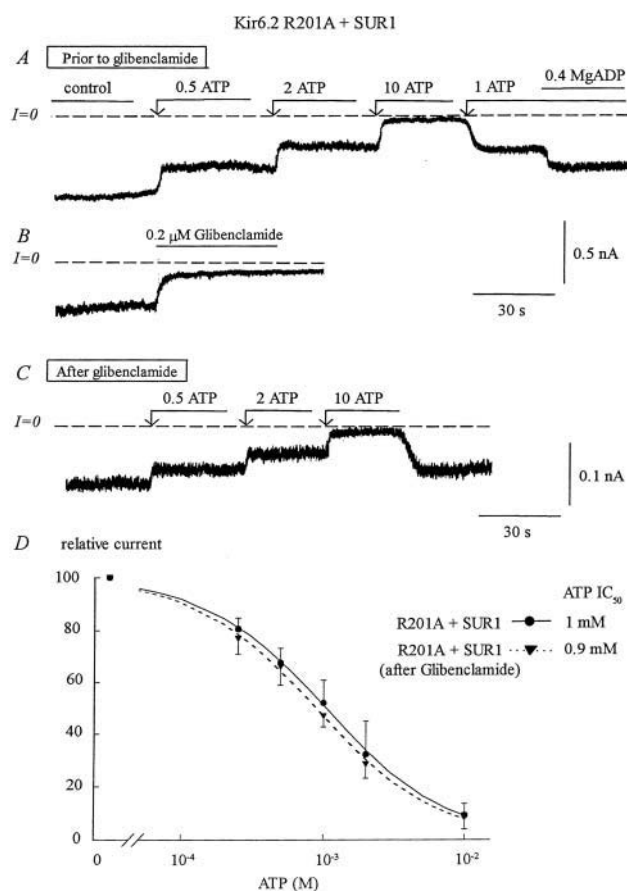 Kir6.2 R201A + SUR1
A Prior to glibenclamide
0.4 MgADP
control 0.5 ATP 2 ATP 10 ATP 1 ATP
I=0
B 0.2 μM Glibenclamide
I=0
0.5 nA
30 s
C After glibenclamide
0.5 ATP 2 ATP 10 ATP
I=0
0.1 nA
30 s
D relative current
100
80
60
40
20
0
ATP IC50
R201A + SUR1 1 mM
R201A + SUR1 0.9 mM
(after Glibenclamide)
0 10-4 10-3 10-2
ATP (M)